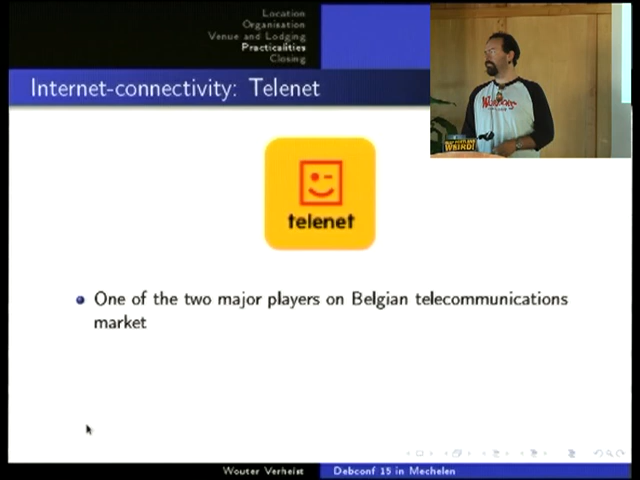 Location
Organisation
Venue and Lodging
Practicalities
Closing
Internet-connectivity: Telenet
telenet
One of the two major players on Belgian telecommunications
market
WEIRD!
Wouter Verhelst
Debconf 15 in Mechelen